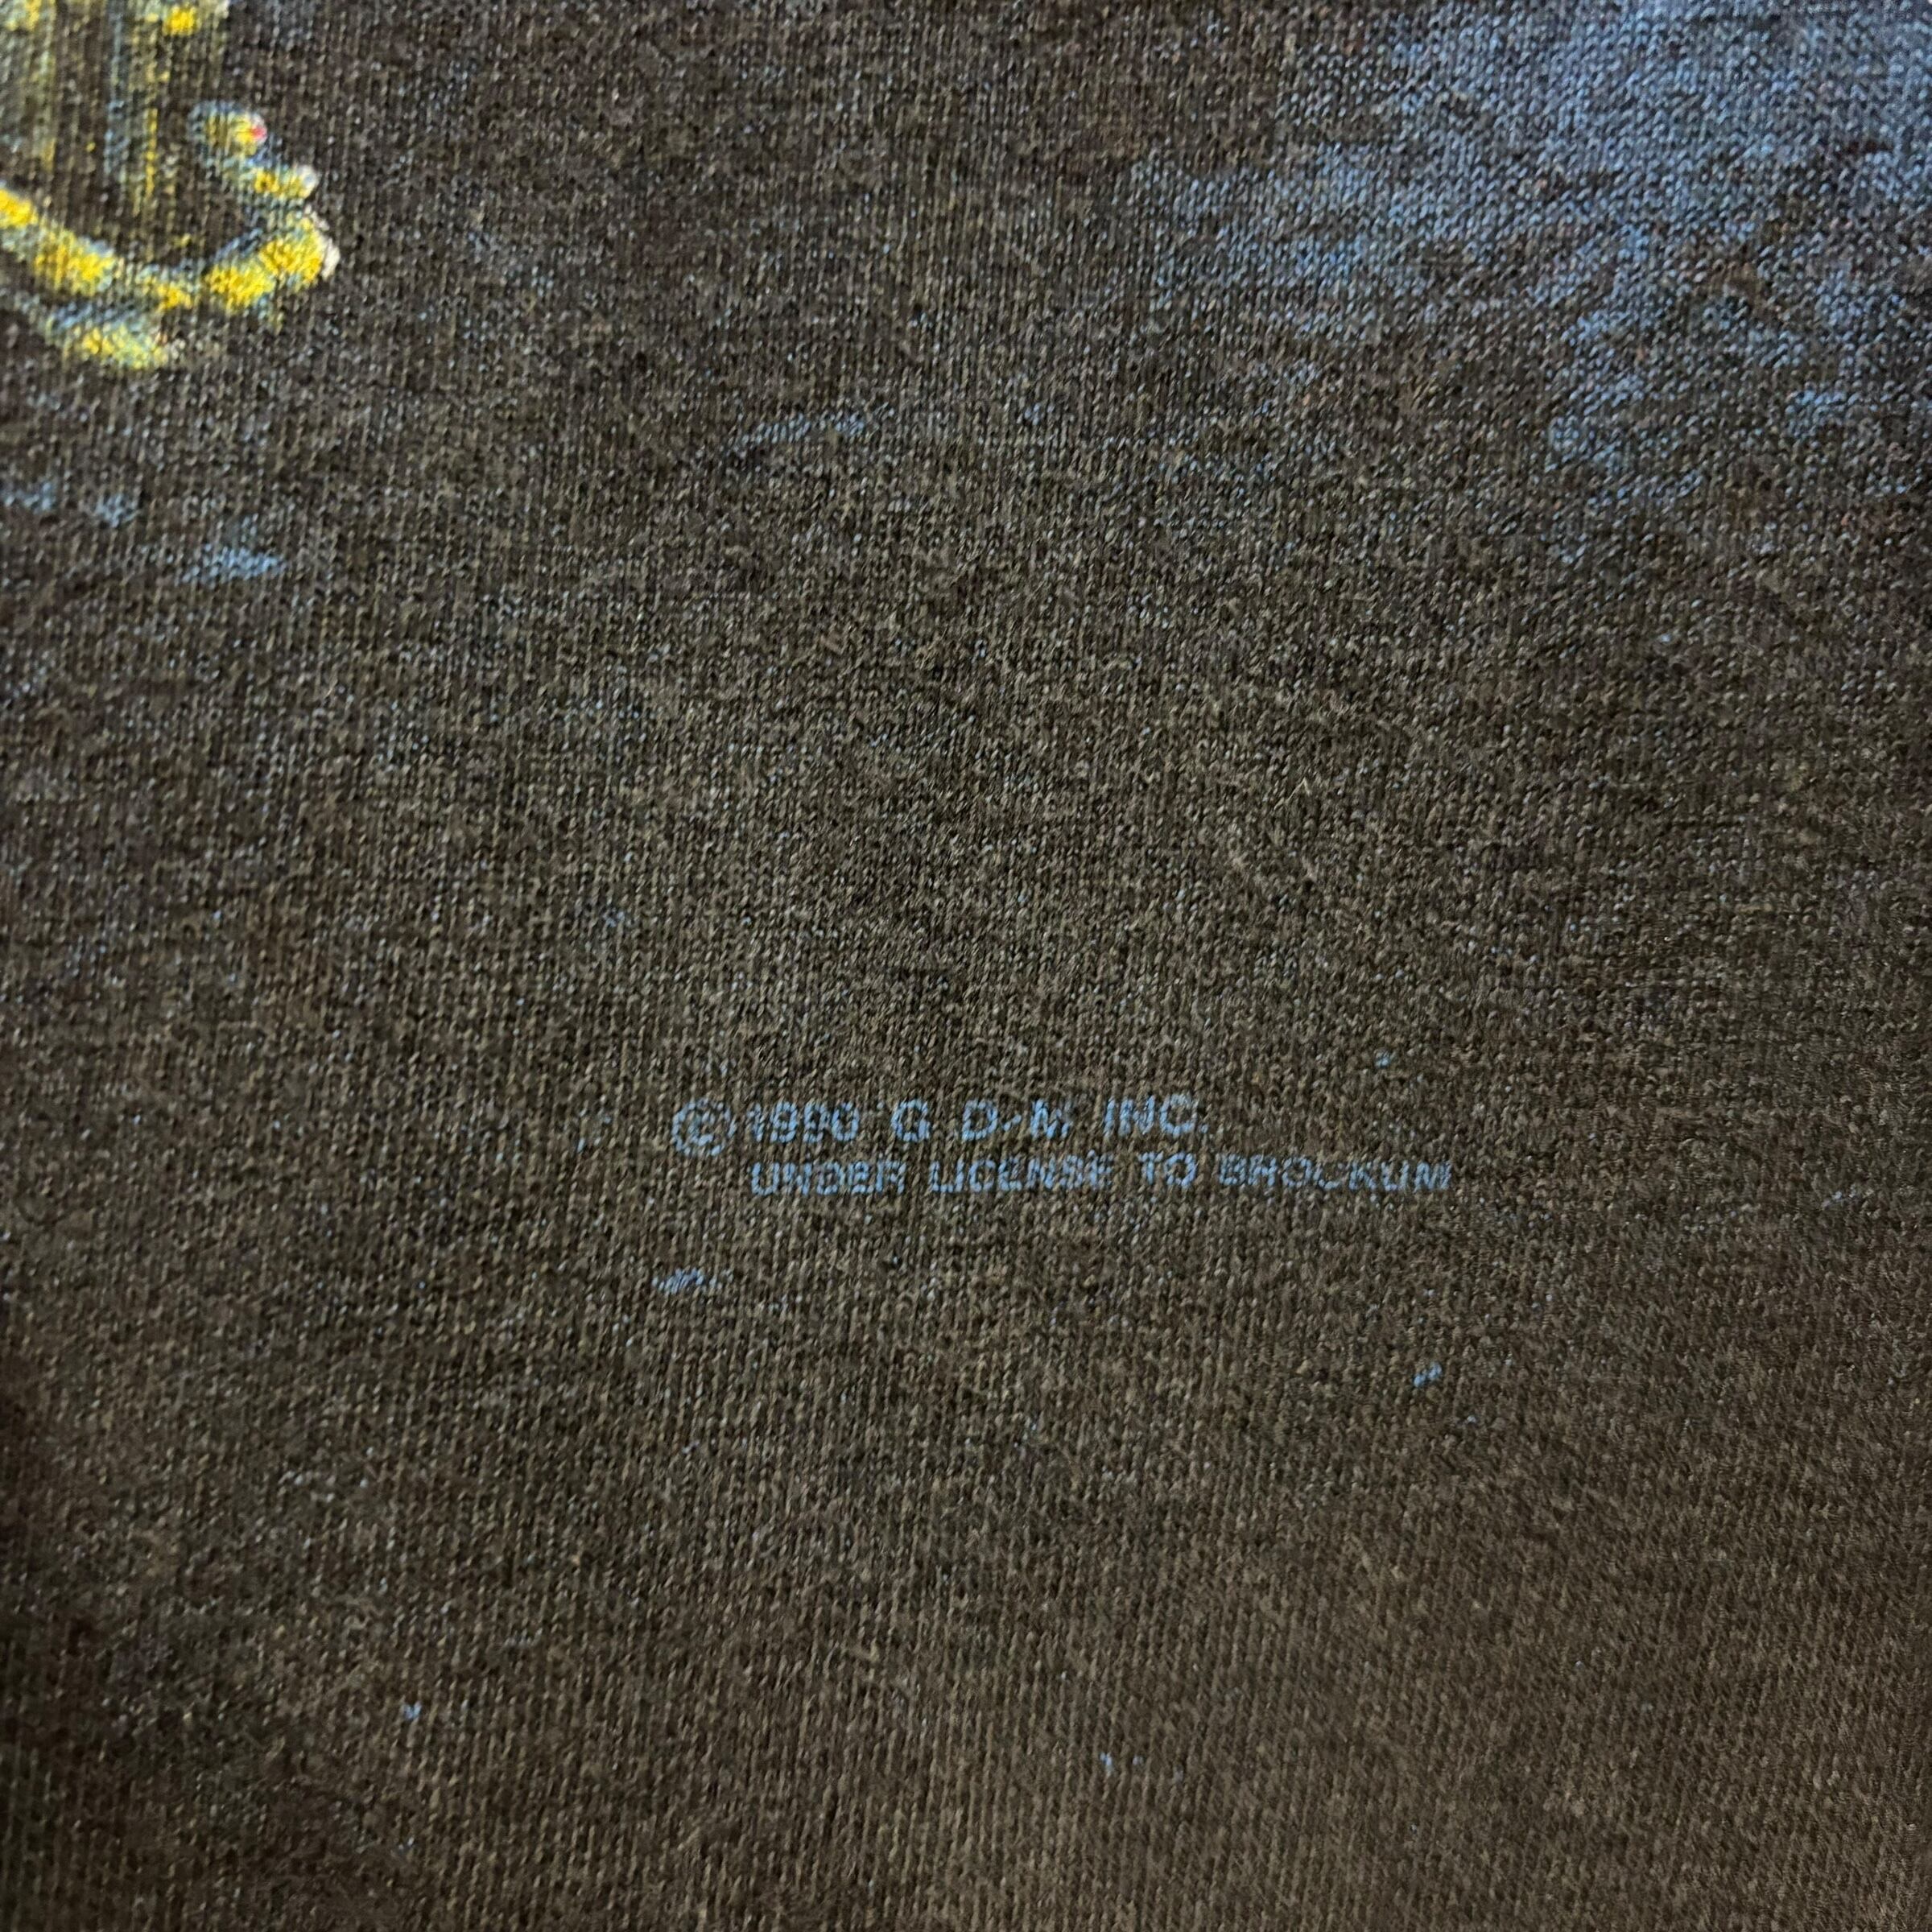 © 1990 G D.M INC.
UNDER LICENSE TO BROCKUM